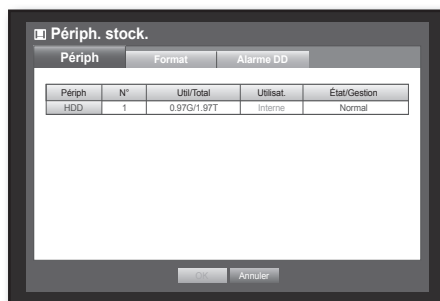 Périph. stock.
Périph Format Alarme DD
Périph N° Util/Total Utilisat. État/Gestion
HDD 1 0.97G/1.97T Interne Normal
OK Annuler